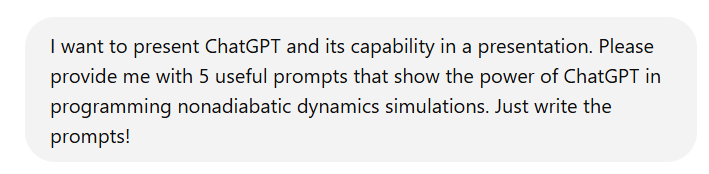 I want to present ChatGPT and its capability in a presentation. Please
provide me with 5 useful prompts that show the power of ChatGPT in
programming nonadiabatic dynamics simulations. Just write the
prompts!